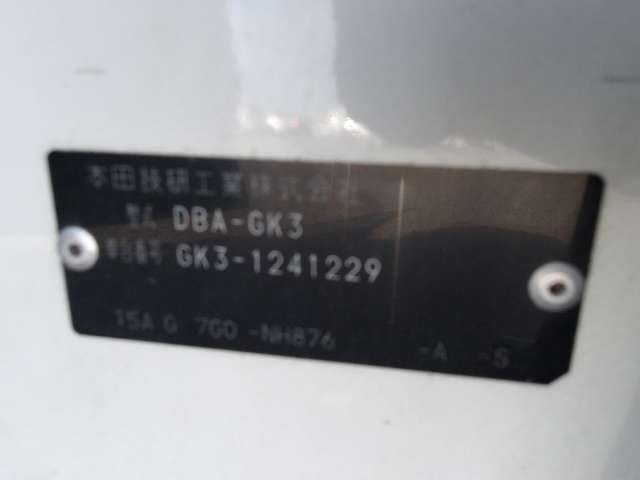 本田技研工業株式会社
型式 DBA-GK3
車台番号 GK3-1241229
T5A G 7G0 -NH876 -A -S